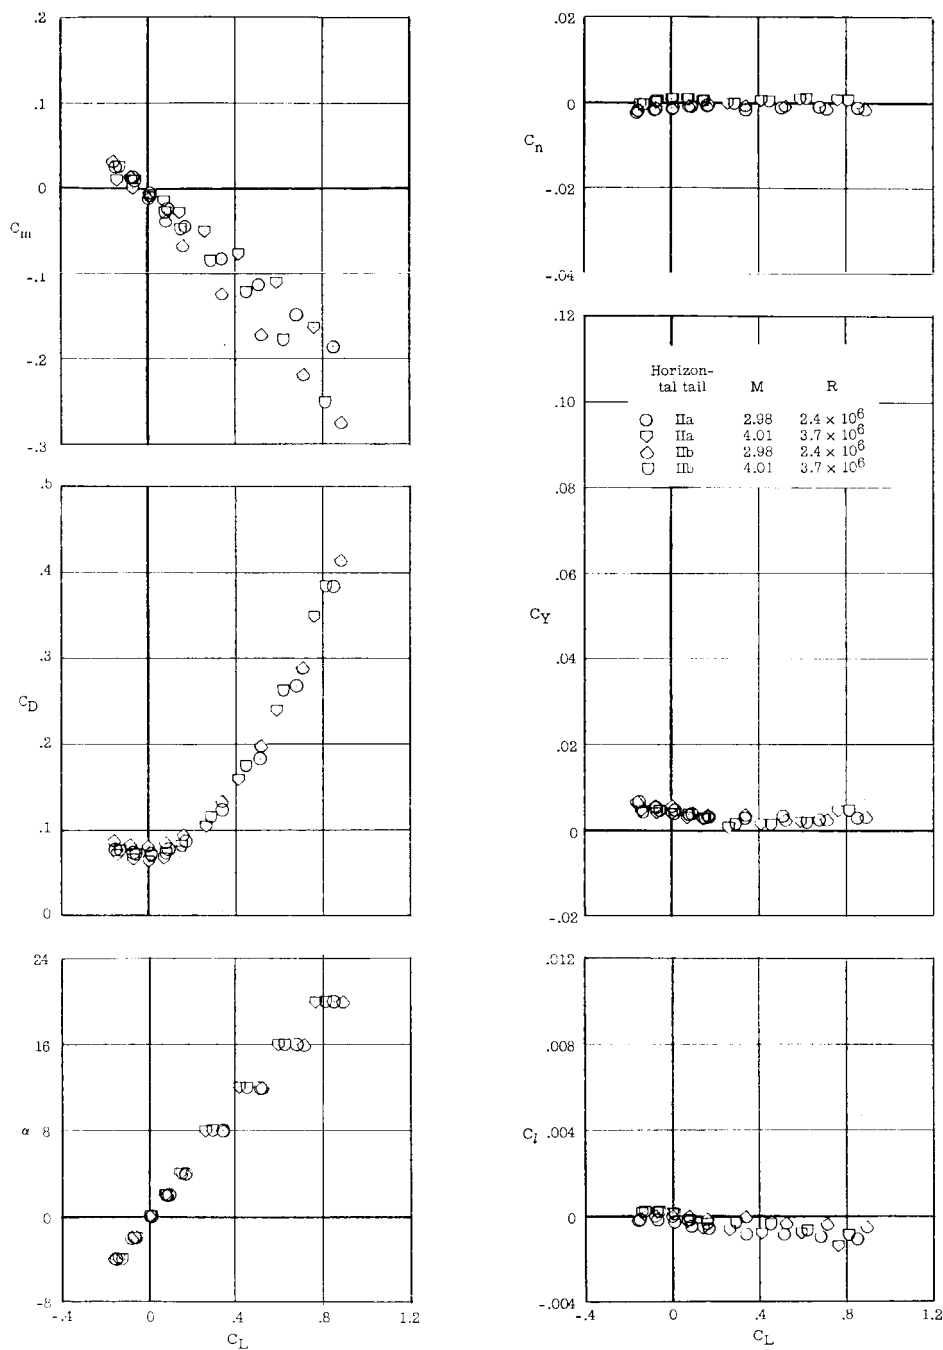 .2
.1
0
C_m
-.1
-.2
-.3
.5
.4
.3
C_D
.2
.1
0
24
16
α 8
0
-8
-.4 0 .4 .8 1.2
C_L
.02
0
C_n
-.02
-.04
.12
Horizon-
tal tail M R
.10
IIa 2.98 2.4 × 10^6
IIa 4.01 3.7 × 10^6
IIb 2.98 2.4 × 10^6
IIb 4.01 3.7 × 10^6
.08
.06
C_Y
.04
.02
0
-.02
.012
.008
C_l .004
0
-.004
-.4 0 .4 .8 1.2
C_L